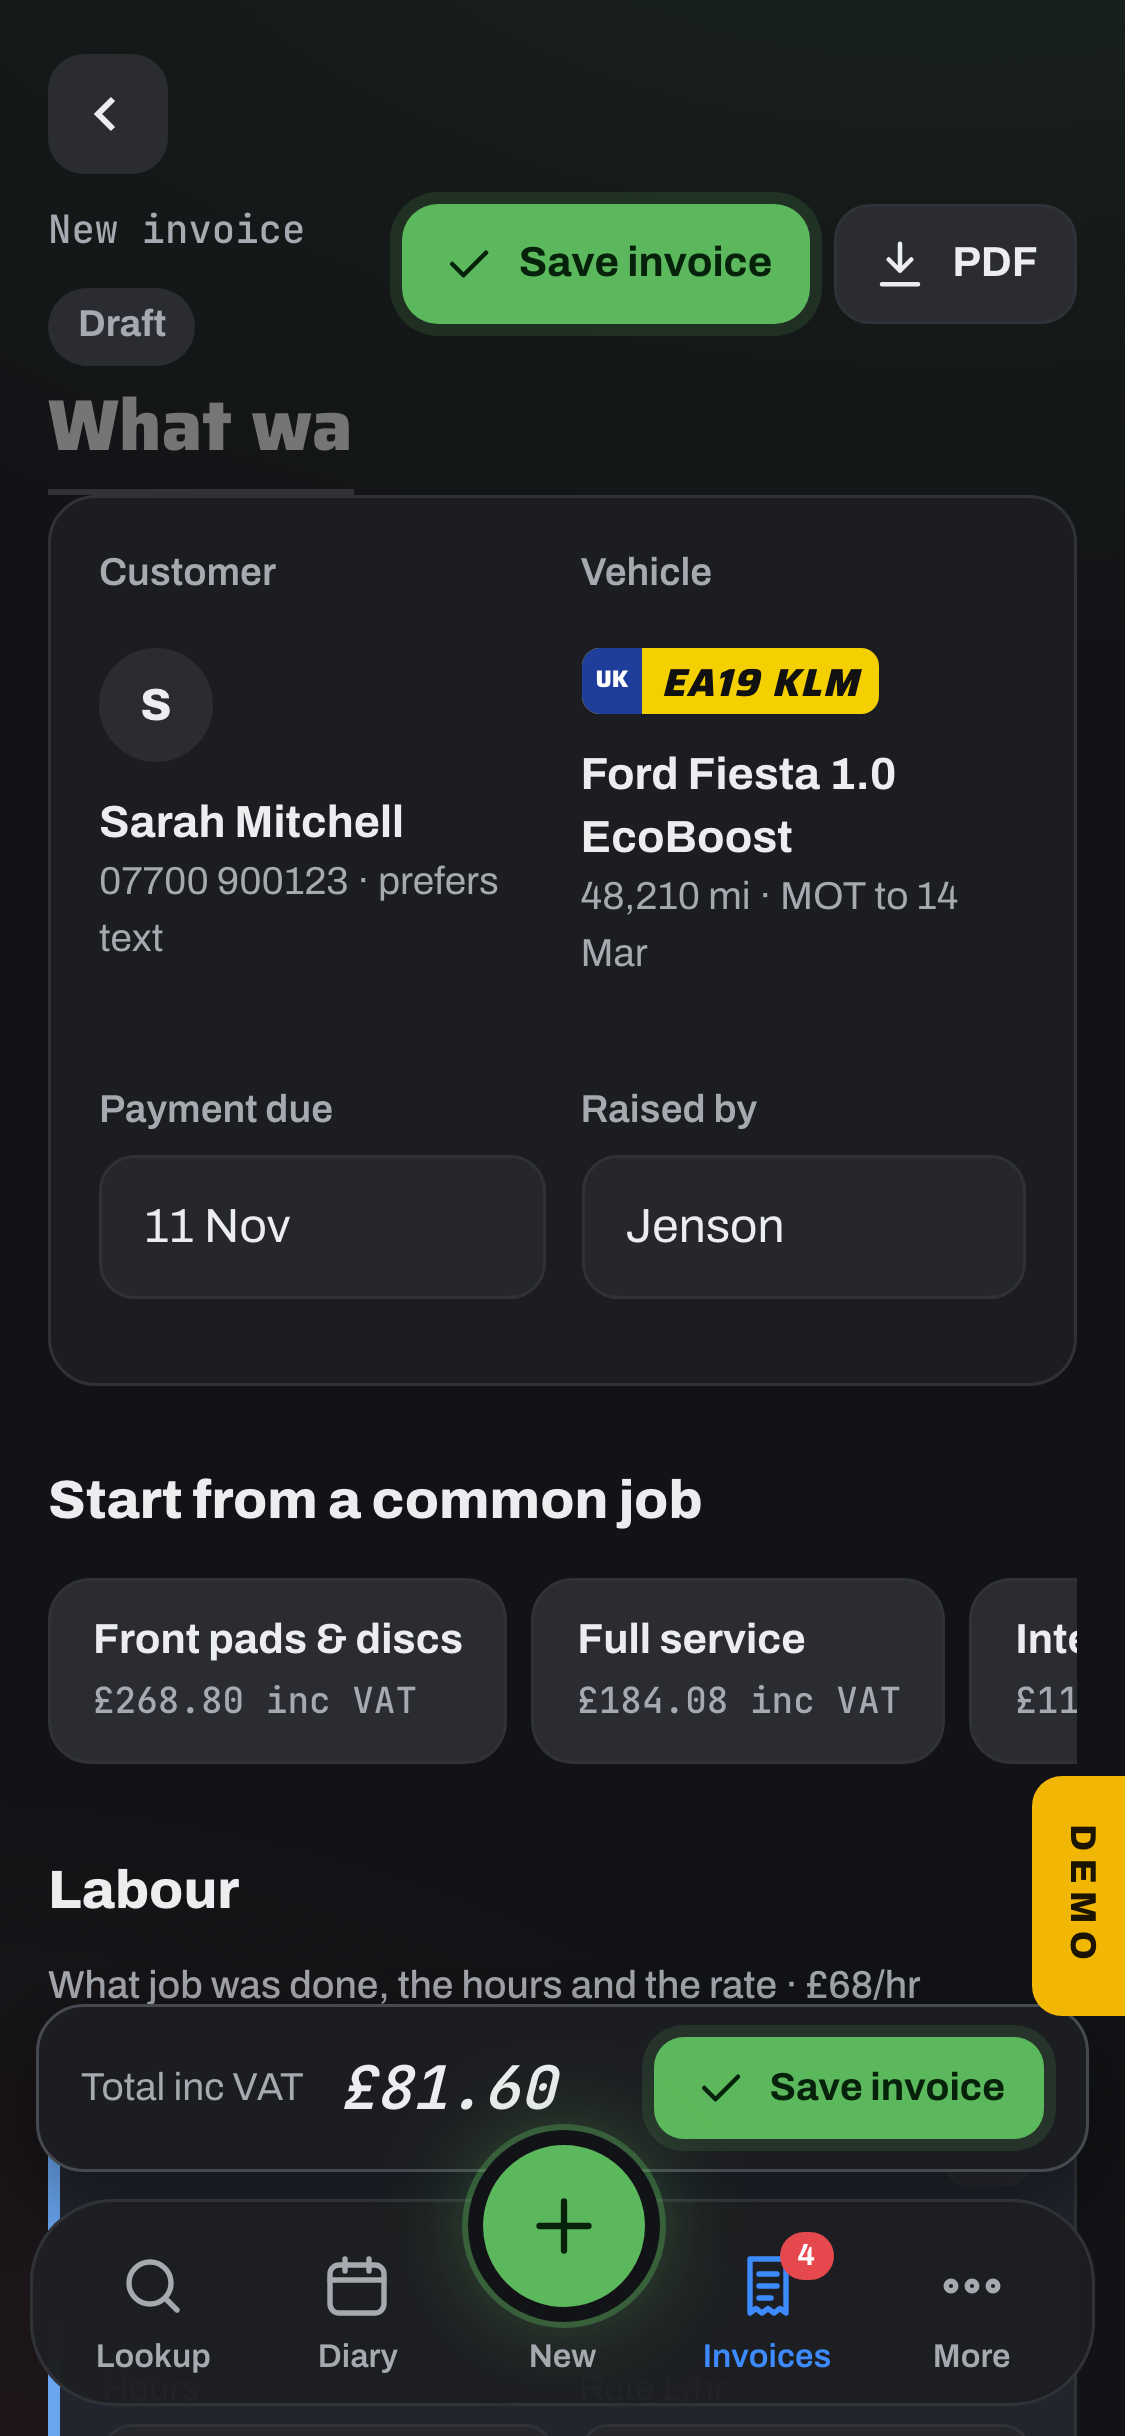 New invoice
Save invoice
PDF
Draft
What wa
Customer
Vehicle
S
UK EA19 KLM
Sarah Mitchell
07700 900123 · prefers
text
Ford Fiesta 1.0
EcoBoost
48,210 mi · MOT to 14
Mar
Payment due
Raised by
11 Nov
Jenson
Start from a common job
Front pads & discs
£268.80 inc VAT
Full service
£184.08 inc VAT
Inte
£11
DEMO
Labour
What job was done, the hours and the rate · £68/hr
Total inc VAT £81.60
Save invoice
4
Lookup
Diary
New
Invoices
More
Hours
Rate £/hr